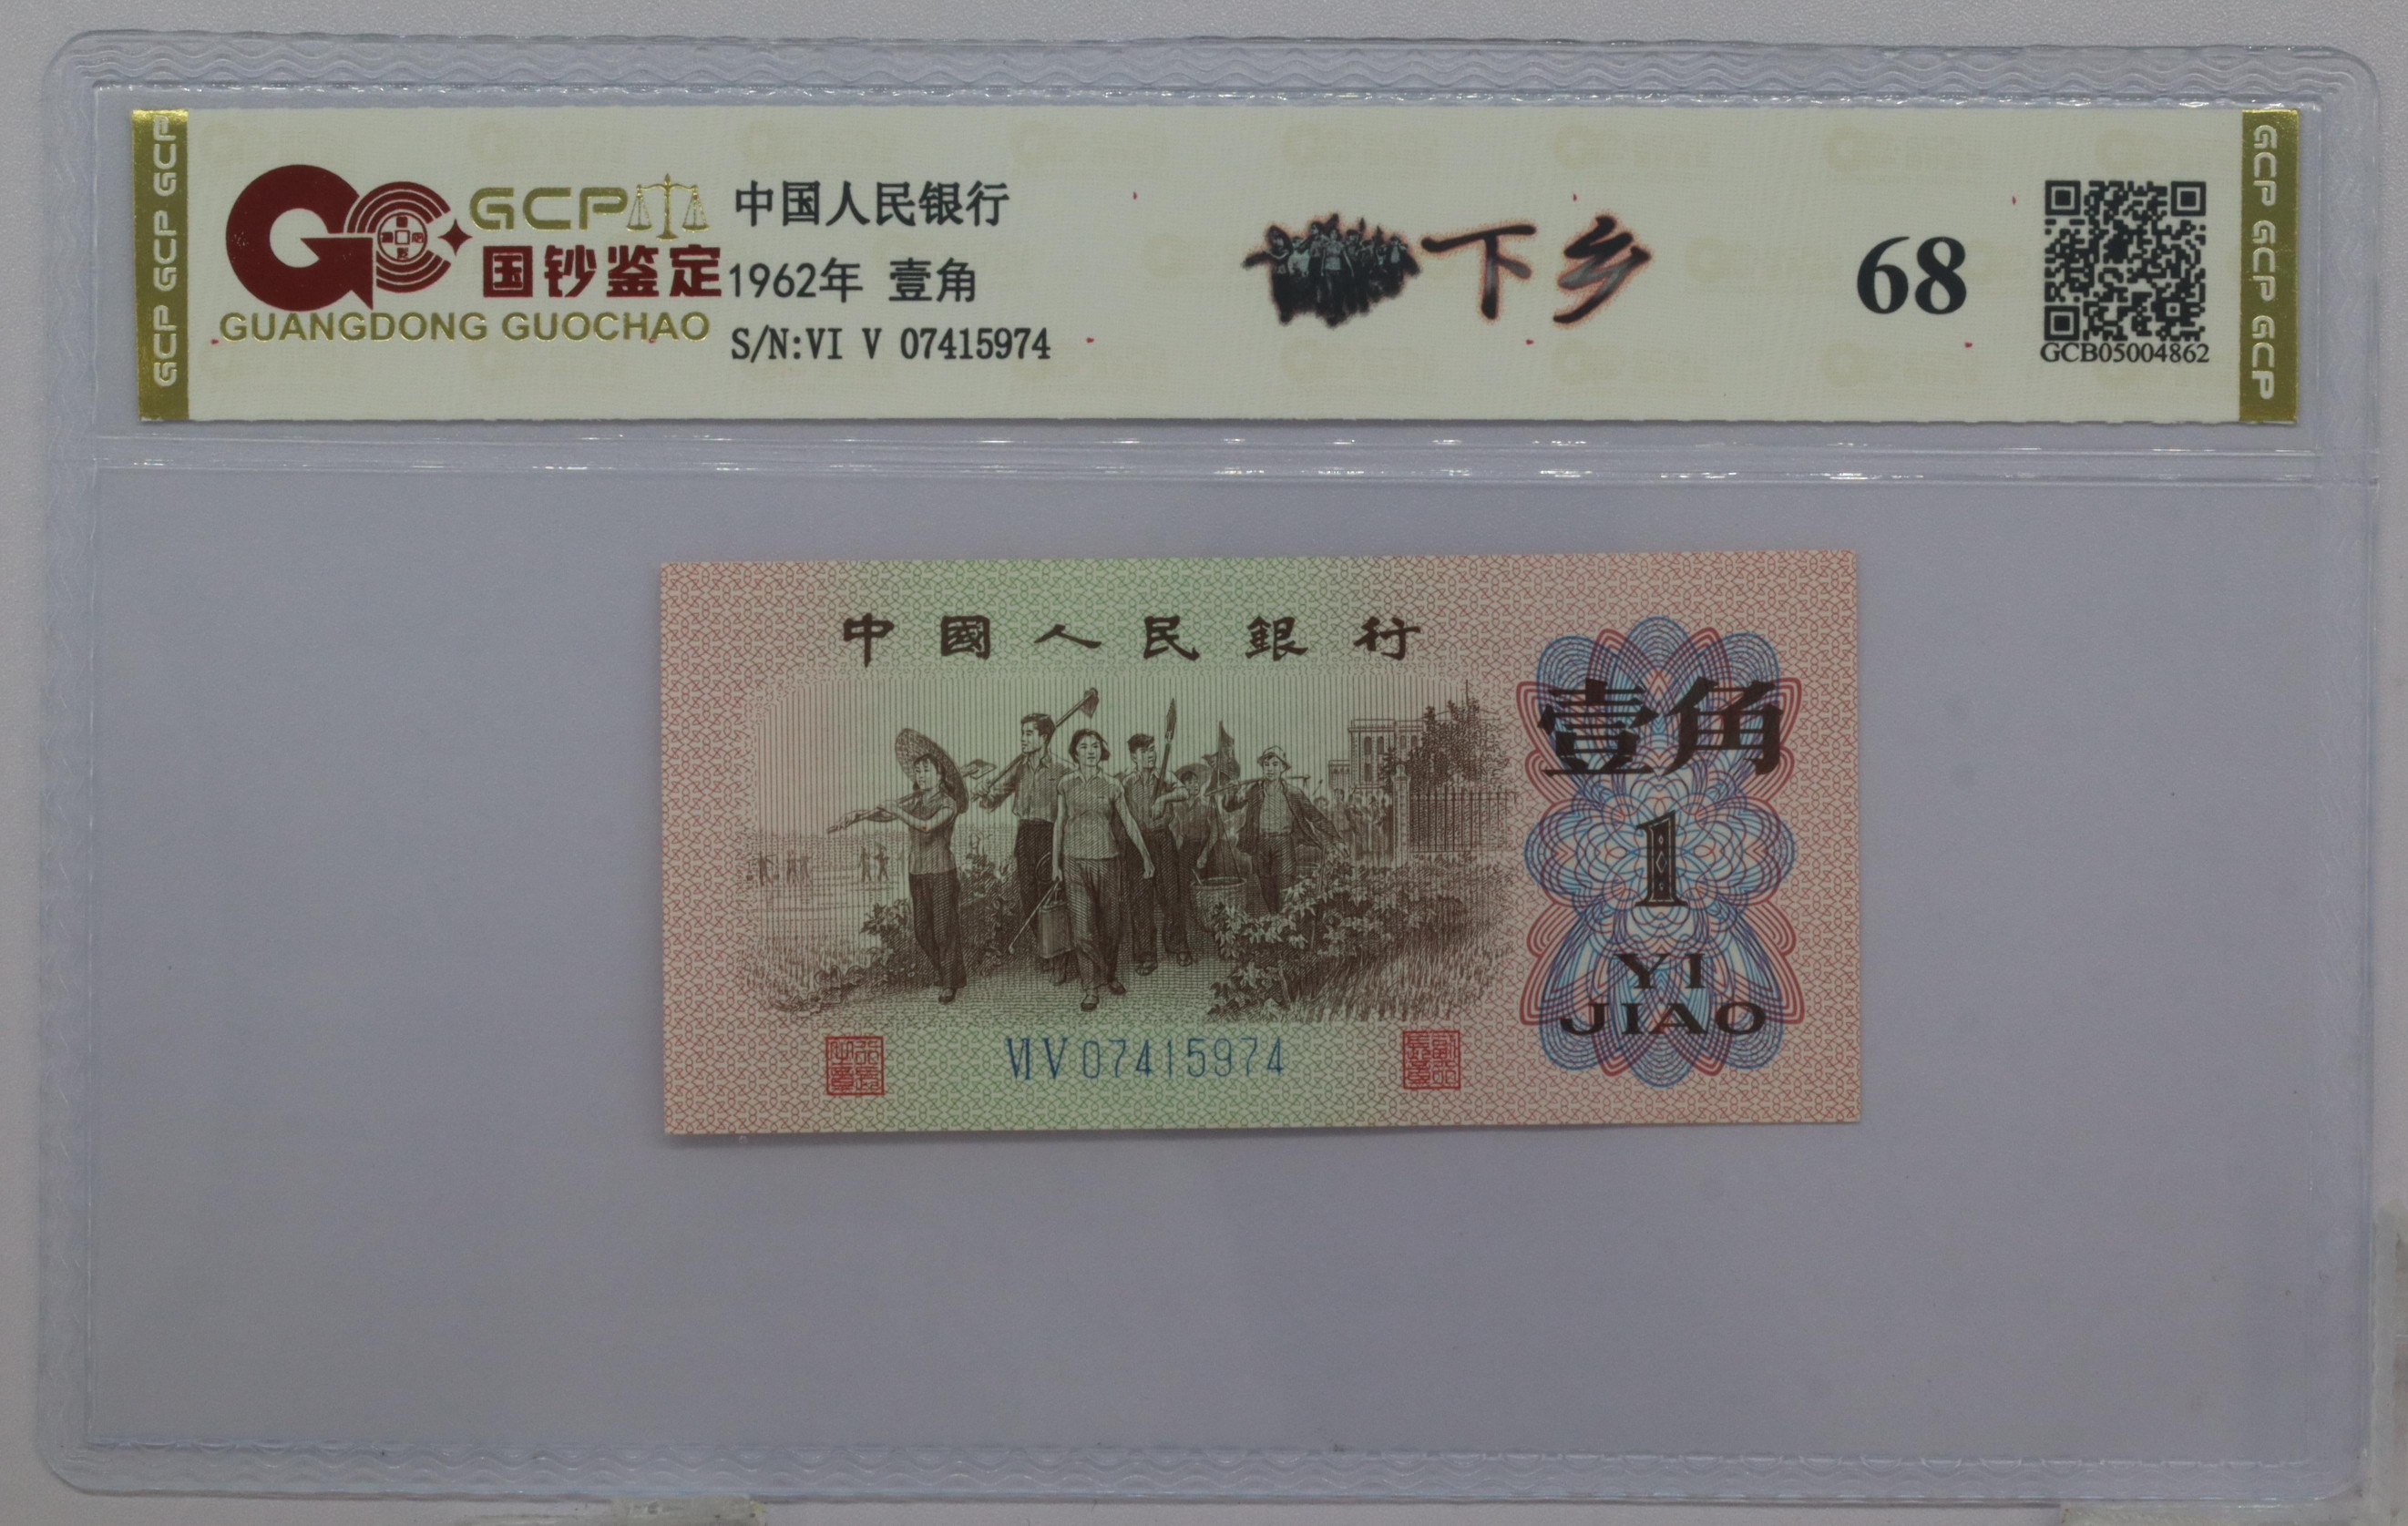 GCP GCP GCP
GCP
国钞鉴定
GUANGDONG GUOCHAO
中国人民银行
1962年 壹角
S/N:VI V 07415974
下乡
68
GCB05004862
GCP GCP GCP
中國人民銀行
壹角
1
YI
JIAO
VI V 07415974